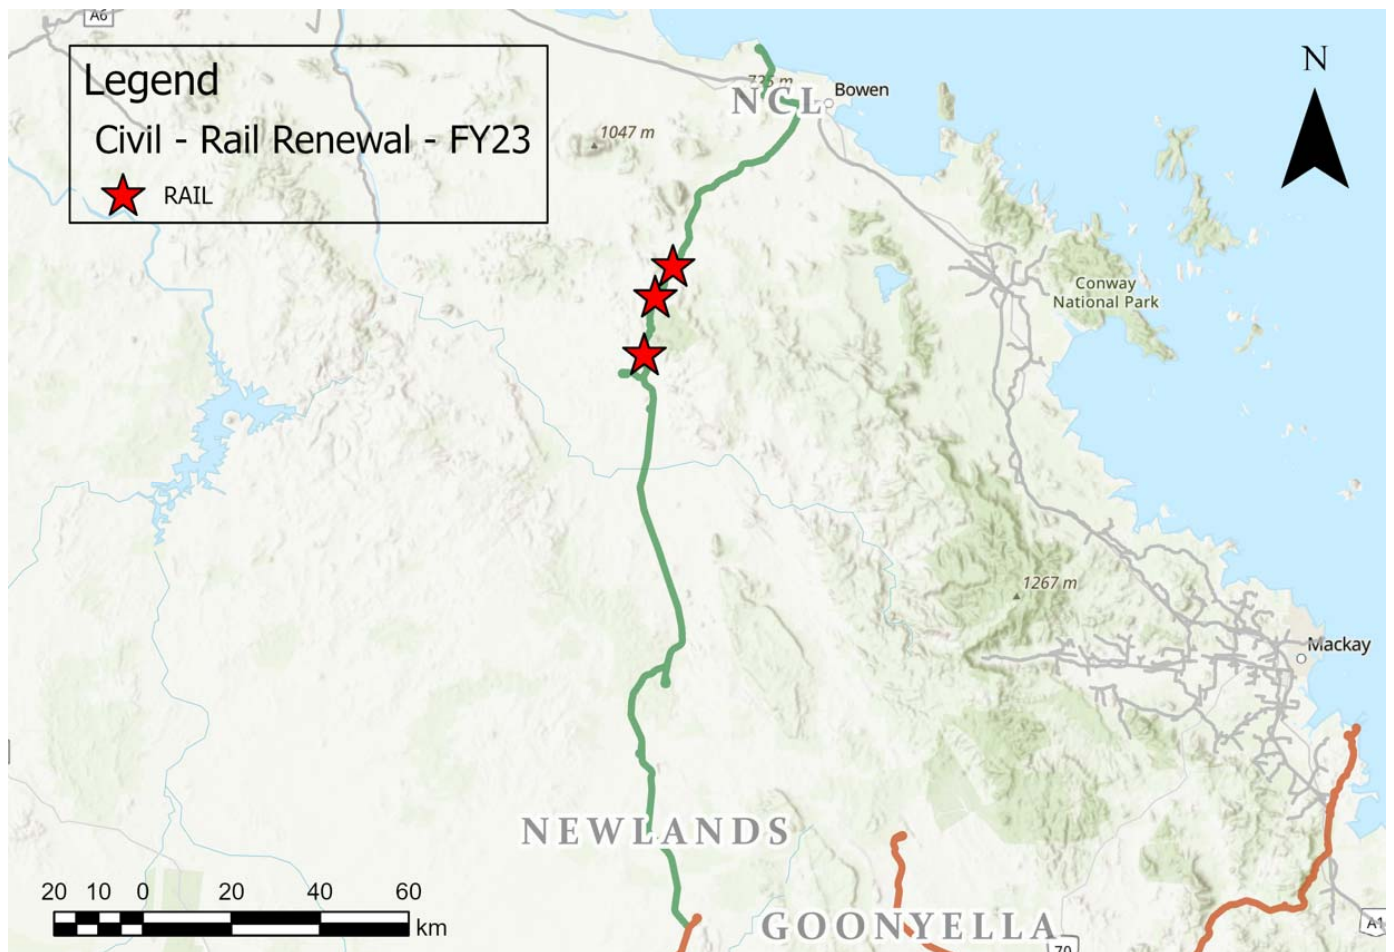 A6
Legend
Civil - Rail Renewal - FY23
RAIL
N
735 m
NCL
Bowen
1047 m
Conway
National Park
1267 m
Mackay
NEWLANDS
GOONYELLA
70
A1
20 10 0 20 40 60
km